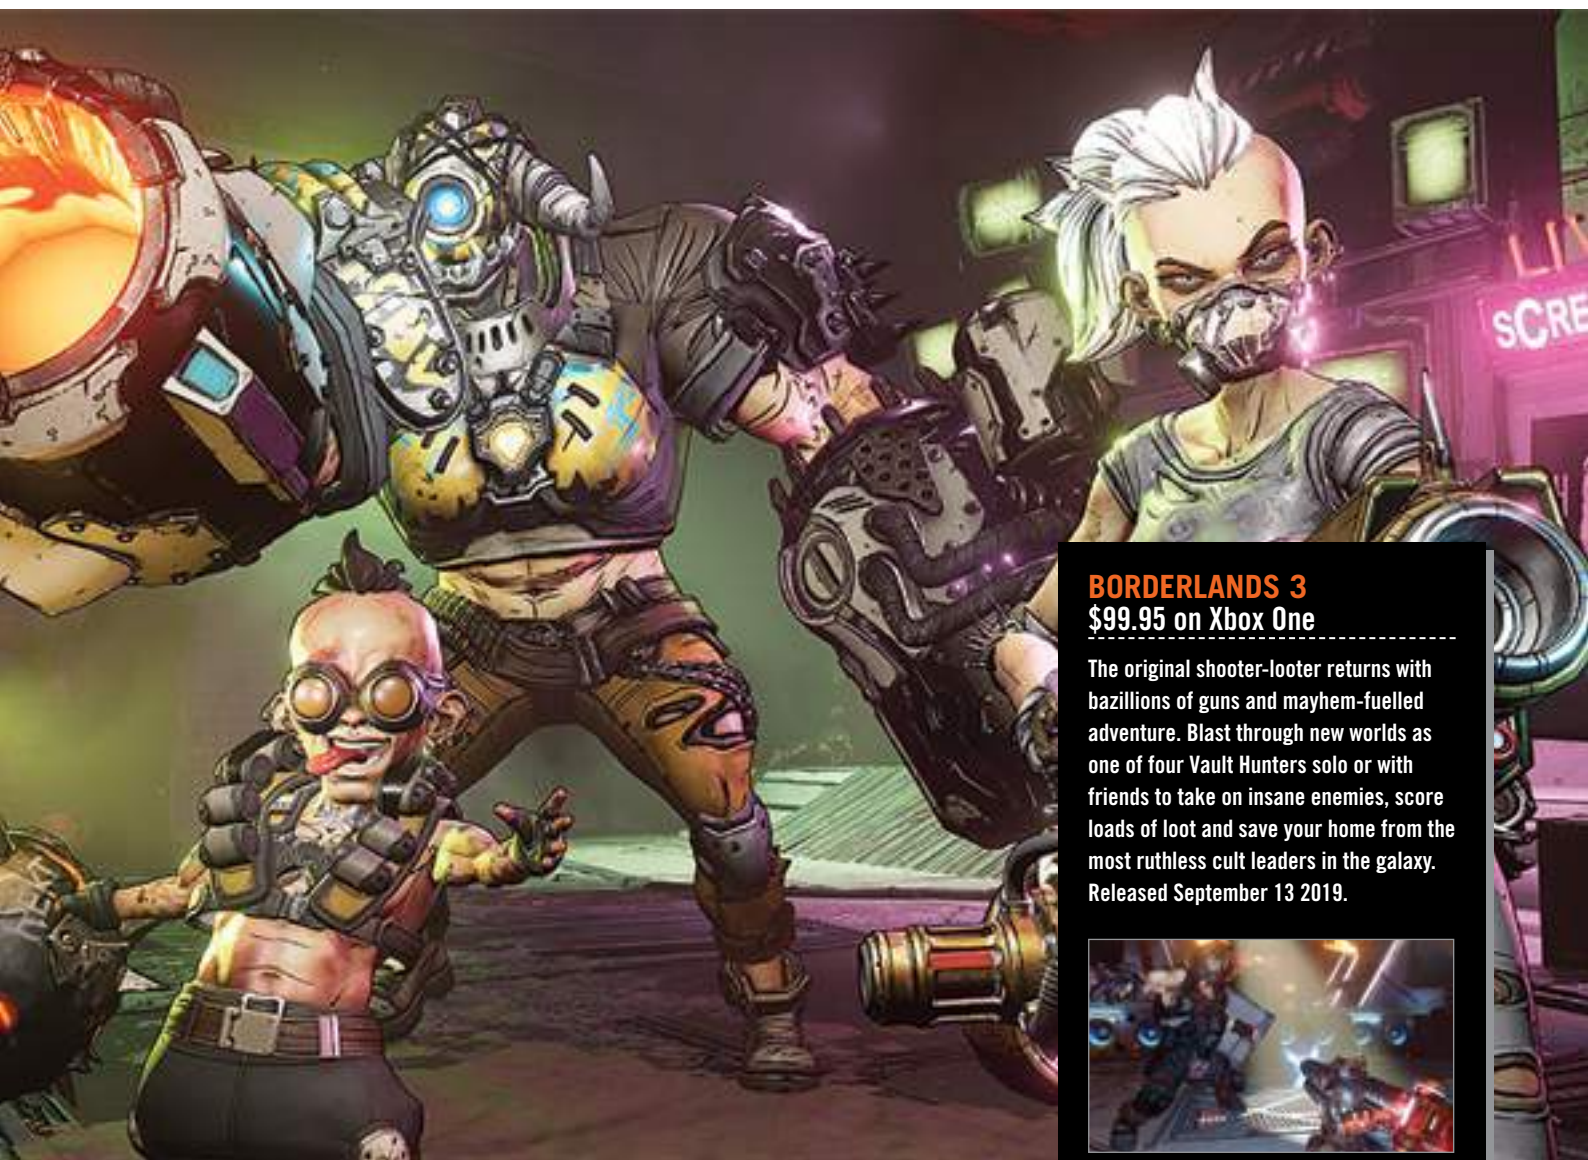 SCRE
BORDERLANDS 3
$99.95 on Xbox One
The original shooter-looter returns with
bazillions of guns and mayhem-fuelled
adventure. Blast through new worlds as
one of four Vault Hunters solo or with
friends to take on insane enemies, score
loads of loot and save your home from the
most ruthless cult leaders in the galaxy.
Released September 13 2019.